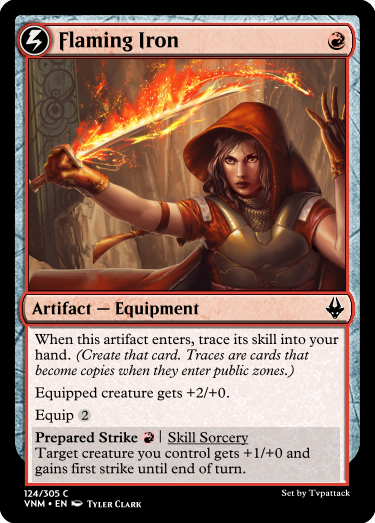 Flaming Iron
Artifact — Equipment
When this artifact enters, trace its skill into your
hand. (Create that card. Traces are cards that
become copies when they enter public zones.)
Equipped creature gets +2/+0.
Equip 2
Prepared Strike | Skill Sorcery
Target creature you control gets +1/+0 and
gains first strike until end of turn.
124/305 C
VNM • EN Tyler Clark
Set by Tvpattack